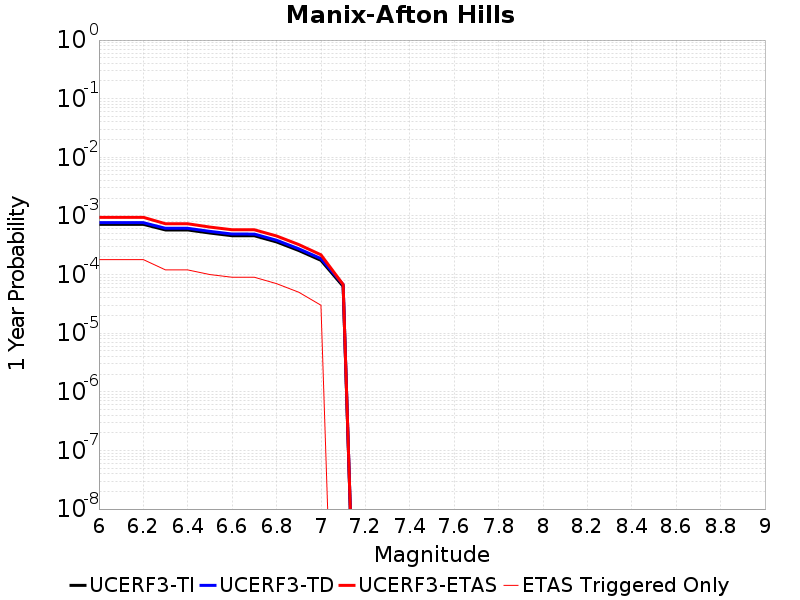 Manix-Afton Hills
10^0
10^-1
10^-2
10^-3
10^-4
10^-5
10^-6
10^-7
10^-8
1 Year Probability
6 6.2 6.4 6.6 6.8 7 7.2 7.4 7.6 7.8 8 8.2 8.4 8.6 8.8 9
Magnitude
UCERF3-TI UCERF3-TD UCERF3-ETAS ETAS Triggered Only